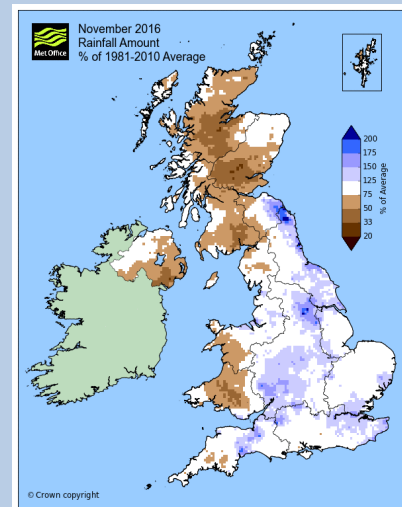 Met Office
November 2016
Rainfall Amount
% of 1981-2010 Average
200
175
150
125
75
50
33
20
% of Average
© Crown copyright